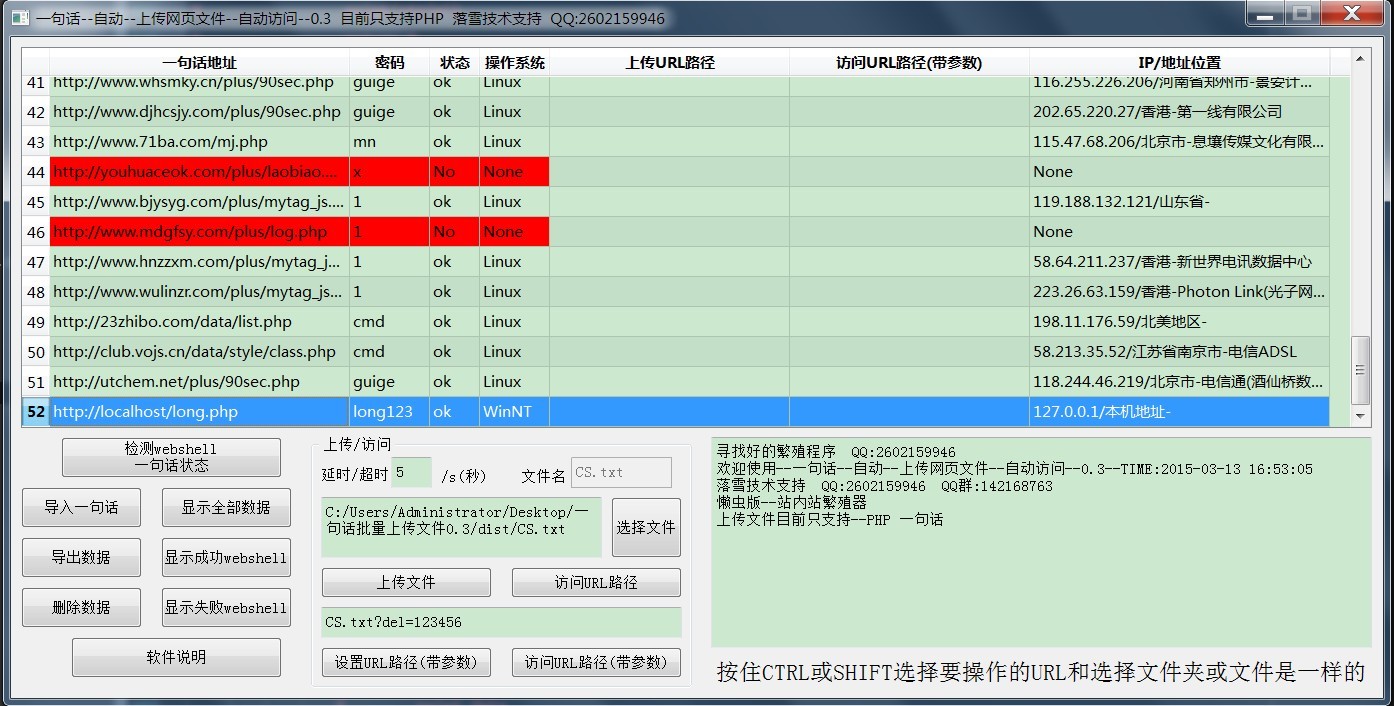 一句话--自动--上传网页文件--自动访问--0.3 目前只支持PHP 落雪技术支持 QQ:2602159946
一句话地址 密码 状态 操作系统 上传URL路径 访问URL路径(带参数) IP/地址位置
41 http://www.whsmky.cn/plus/90sec.php guige ok Linux 116.255.226.206/河南省郑州市-景安计...
42 http://www.djhcsjy.com/plus/90sec.php guige ok Linux 202.65.220.27/香港-第一线有限公司
43 http://www.71ba.com/mj.php mn ok Linux 115.47.68.206/北京市-息壤传媒文化有限...
44 http://youhuaceok.com/plus/laobiao.... x No None None
45 http://www.bjysyg.com/plus/mytag_js.... 1 ok Linux 119.188.132.121/山东省-
46 http://www.mdgfsy.com/plus/log.php 1 No None None
47 http://www.hnzzxm.com/plus/mytag_j... 1 ok Linux 58.64.211.237/香港-新世界电讯数据中心
48 http://www.wulinzr.com/plus/mytag_js... 1 ok Linux 223.26.63.159/香港-Photon Link(光子网...
49 http://23zhibo.com/data/list.php cmd ok Linux 198.11.176.59/北美地区-
50 http://club.vojs.cn/data/style/class.php cmd ok Linux 58.213.35.52/江苏省南京市-电信ADSL
51 http://utchem.net/plus/90sec.php guige ok Linux 118.244.46.219/北京市-电信通(酒仙桥数...
52 http://localhost/long.php long123 ok WinNT 127.0.0.1/本机地址-
检测webshell
一句话状态
导入一句话 显示全部数据
导出数据 显示成功webshell
删除数据 显示失败webshell
软件说明
上传/访问
延时/超时 5 /s(秒) 文件名 CS.txt
C:/Users/Administrator/Desktop/一
句话批量上传文件0.3/dist/CS.txt
选择文件
上传文件 访问URL路径
CS.txt?del=123456
设置URL路径(带参数) 访问URL路径(带参数)
寻找好的繁殖程序 QQ:2602159946
欢迎使用--一句话--自动--上传网页文件--自动访问--0.3--TIME:2015-03-13 16:53:05
落雪技术支持 QQ:2602159946 QQ群:142168763
懒虫版--站内站繁殖器
上传文件目前只支持--PHP 一句话
按住CTRL或SHIFT选择要操作的URL和选择文件夹或文件是一样的